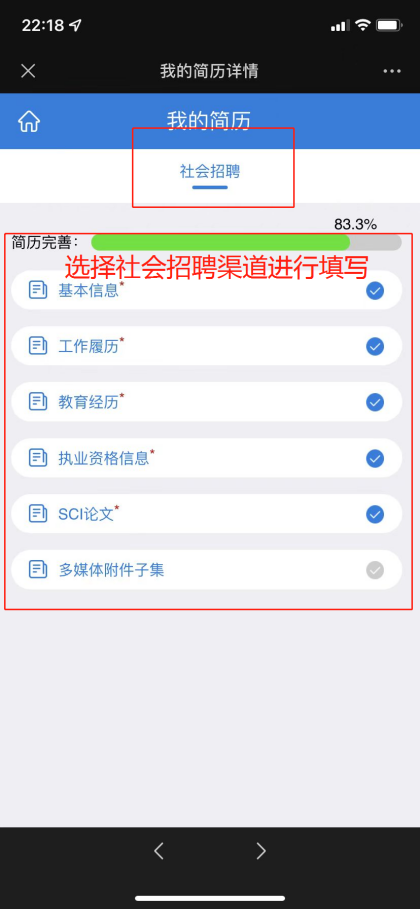 22:18
我的简历详情
我的简历
社会招聘
83.3%
简历完善：
选择社会招聘渠道进行填写
基本信息*
工作履历*
教育经历*
执业资格信息*
SCI论文*
多媒体附件子集